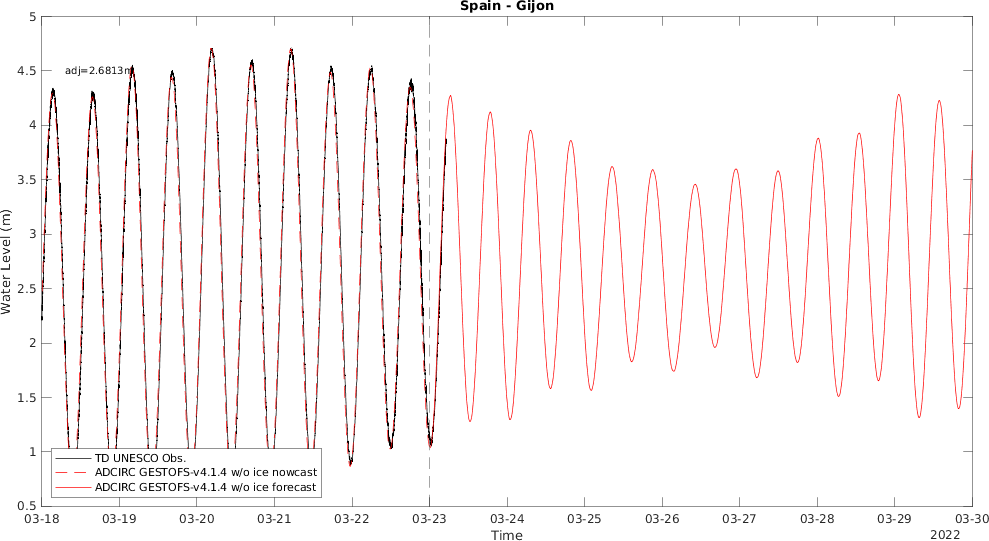 Spain - Gijon
5
4.5
4
3.5
3
2.5
2
1.5
1
0.5
Water Level (m)
adj=2.6813m
TD UNESCO Obs.
ADCIRC GESTOFS-v4.1.4 w/o ice nowcast
ADCIRC GESTOFS-v4.1.4 w/o ice forecast
03-18 03-19 03-20 03-21 03-22 03-23 03-24 03-25 03-26 03-27 03-28 03-29 03-30
Time
2022